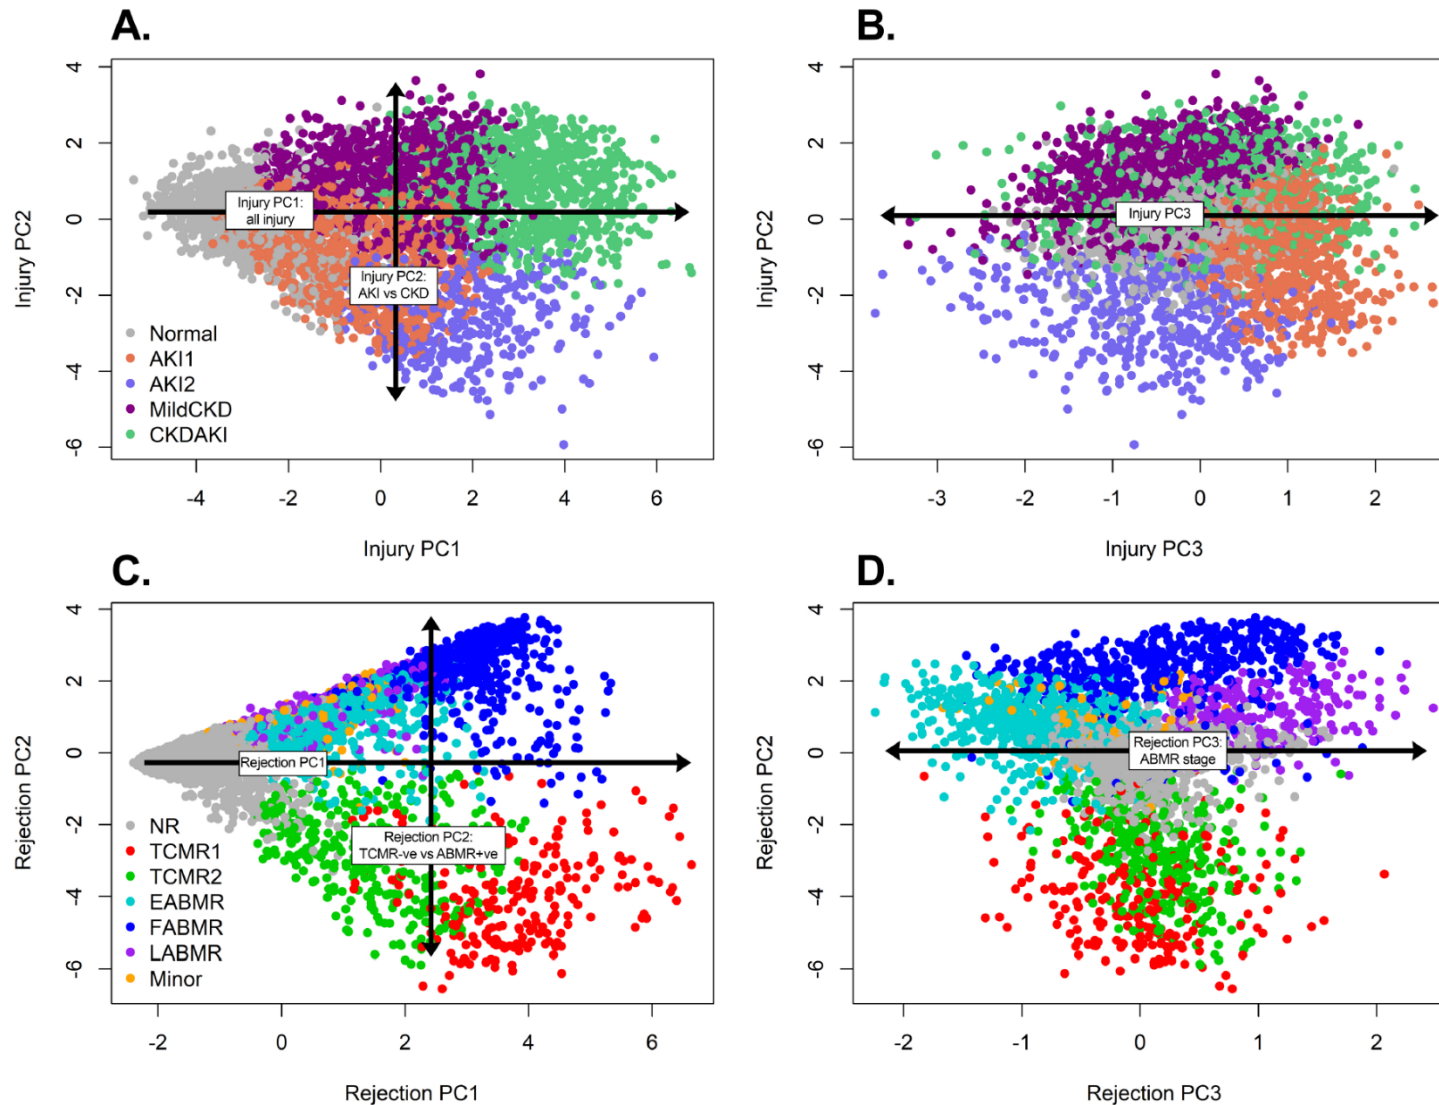 A.
4
2
0
-2
-4
-6
Injury PC2
Injury PC1:
all injury
Injury PC2:
AKI vs CKD
Normal
AKI1
AKI2
MildCKD
CKDAKI
-4
-2
0
2
4
6
Injury PC1
B.
4
2
0
-2
-4
-6
Injury PC2
Injury PC3
-3
-2
-1
0
1
2
Injury PC3
C.
4
2
0
-2
-4
-6
Rejection PC2
Rejection PC1
Rejection PC2:
TCMR-ve vs ABMR+ve
NR
TCMR1
TCMR2
EABMR
FABMR
LABMR
Minor
-2
0
2
4
6
Rejection PC1
D.
4
2
0
-2
-4
-6
Rejection PC2
Rejection PC3:
ABMR stage
-2
-1
0
1
2
Rejection PC3